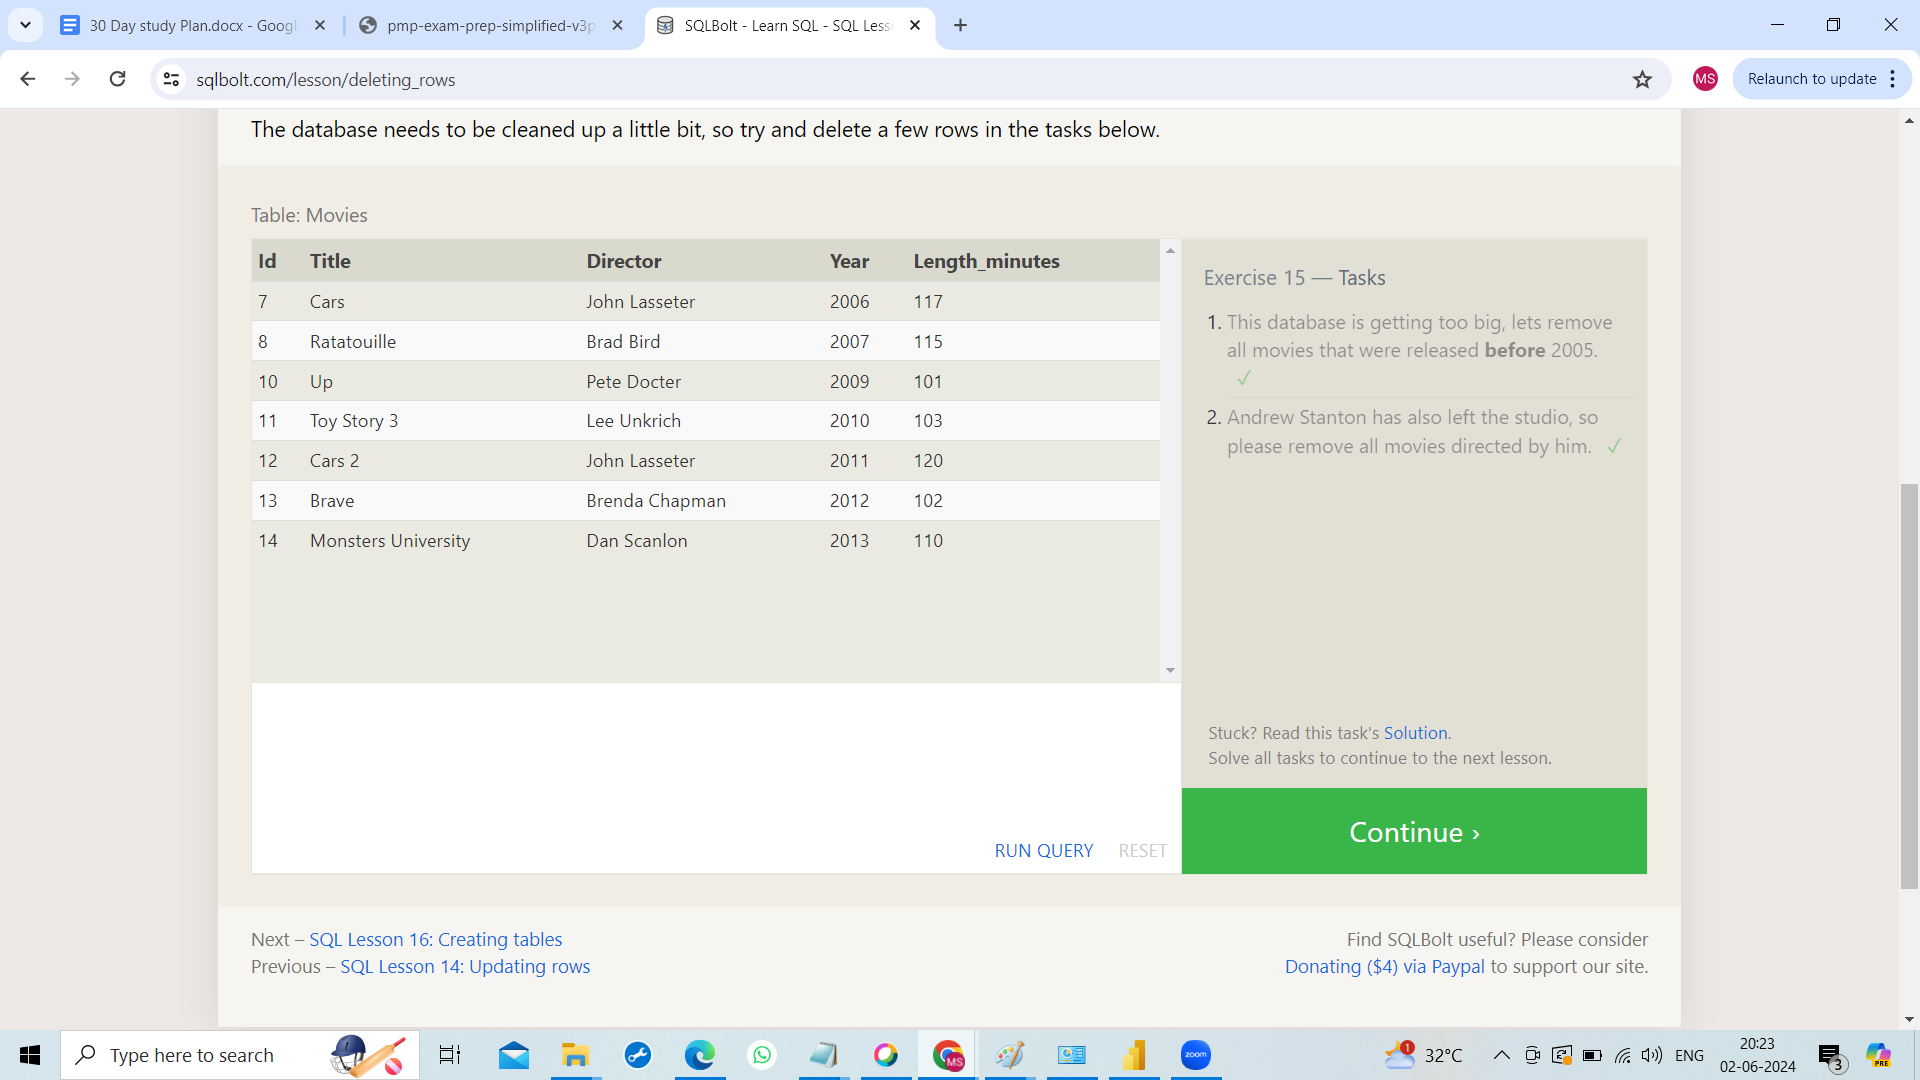 30 Day study Plan.docx - Googl
pmp-exam-prep-simplified-v3p
SQLBolt - Learn SQL - SQL Less
sqlbolt.com/lesson/deleting_rows
MS
Relaunch to update
The database needs to be cleaned up a little bit, so try and delete a few rows in the tasks below.
Table: Movies
Id Title Director Year Length_minutes
7 Cars John Lasseter 2006 117
8 Ratatouille Brad Bird 2007 115
10 Up Pete Docter 2009 101
11 Toy Story 3 Lee Unkrich 2010 103
12 Cars 2 John Lasseter 2011 120
13 Brave Brenda Chapman 2012 102
14 Monsters University Dan Scanlon 2013 110
RUN QUERY RESET
Exercise 15 — Tasks
1. This database is getting too big, lets remove
all movies that were released before 2005.
✓
2. Andrew Stanton has also left the studio, so
please remove all movies directed by him. ✓
Stuck? Read this task's Solution.
Solve all tasks to continue to the next lesson.
Continue ›
Next – SQL Lesson 16: Creating tables
Previous – SQL Lesson 14: Updating rows
Find SQLBolt useful? Please consider
Donating ($4) via Paypal to support our site.
Type here to search
MS
zoom
1
32°C
ENG
20:23
02-06-2024
3
PRE